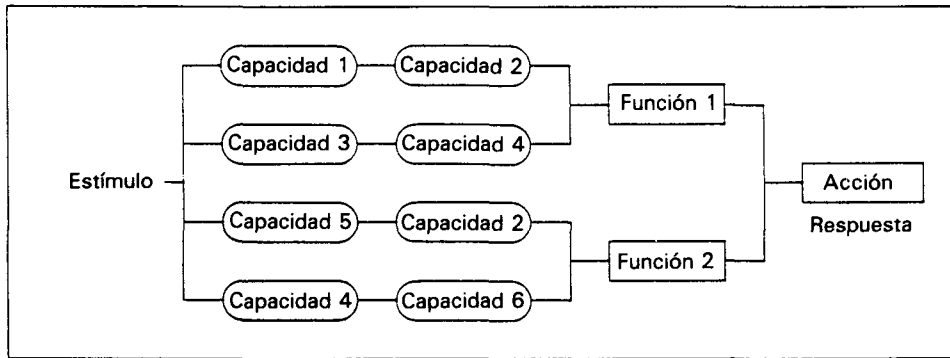 Capacidad 1
Capacidad 2
Función 1
Capacidad 3
Capacidad 4
Estímulo
Acción
Capacidad 5
Capacidad 2
Respuesta
Función 2
Capacidad 4
Capacidad 6